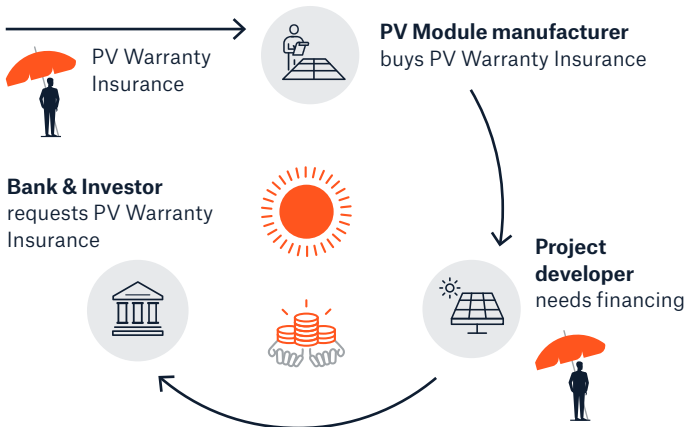 PV Warranty
Insurance
PV Module manufacturer
buys PV Warranty Insurance
Bank & Investor
requests PV Warranty
Insurance
Project
developer
needs financing